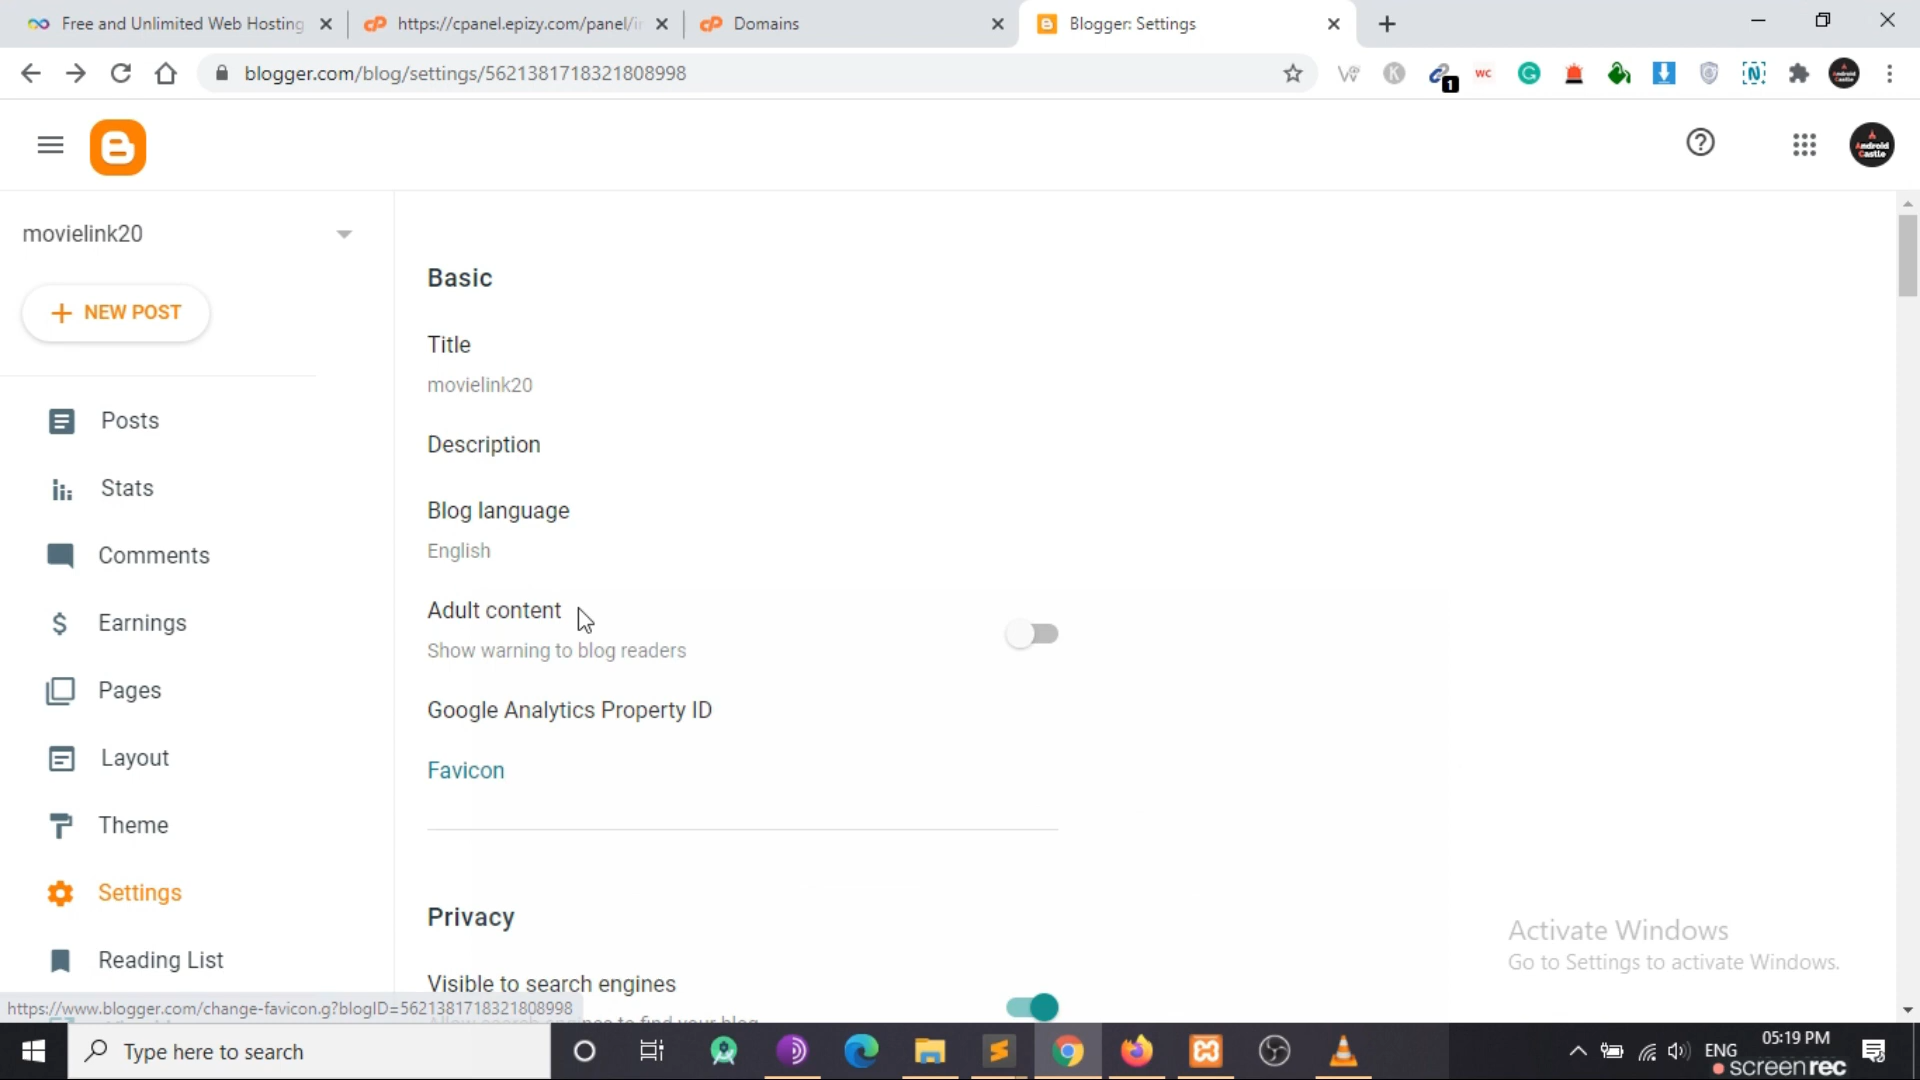 Free and Unlimited Web Hosting
https://cpanel.epizy.com/panel/i
Domains
Blogger: Settings
blogger.com/blog/settings/5621381718321808998
1
wc
Android
Castle
movielink20
NEW POST
Posts
Stats
Comments
Earnings
Pages
Layout
Theme
Settings
Reading List
Basic
Title
movielink20
Description
Blog language
English
Adult content
Show warning to blog readers
Google Analytics Property ID
Favicon
Privacy
Visible to search engines
Activate Windows
Go to Settings to activate Windows.
https://www.blogger.com/change-favicon.g?blogID=5621381718321808998
Type here to search
ENG
05:19 PM
screenrec